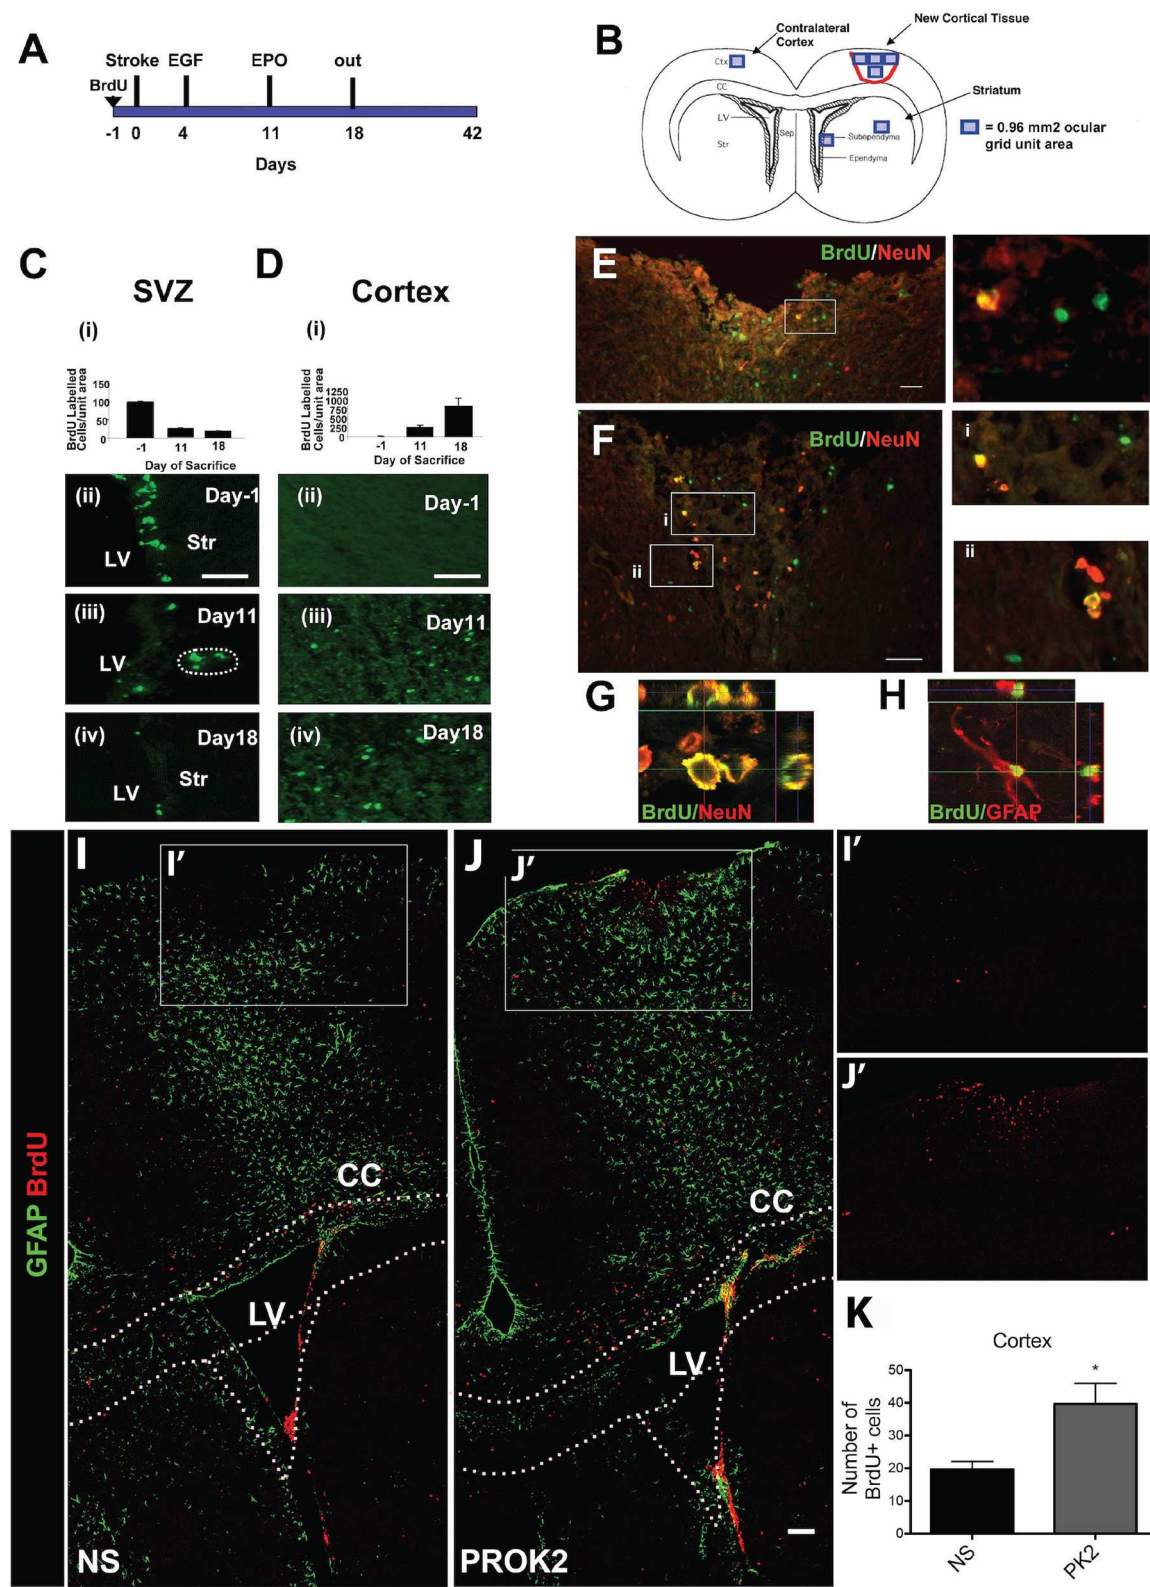 A
Stroke EGF EPO out
BrdU
-1 0 4 11 18 42
Days
B
Contralateral
Cortex
New Cortical Tissue
Ctx
CC
LV
Sep
Str
Striatum
Subependyma
Ependyma
= 0.96 mm2 ocular
grid unit area
C
SVZ
(i)
BrdU Labelled
Cells/unit area
150
100
50
0
-1 11 18
Day of Sacrifice
(ii) Day-1
LV Str
(iii) Day11
LV
(iv) Day18
LV Str
D
Cortex
(i)
BrdU Labelled
Cells/unit area
1250
1000
750
500
250
0
-1 11 18
Day of Sacrifice
(ii) Day-1
(iii) Day11
(iv) Day18
E
BrdU/NeuN
F
BrdU/NeuN
i
ii
i
ii
G
BrdU/NeuN
H
BrdU/GFAP
GFAP BrdU
I
I′
CC
LV
NS
J
J′
CC
LV
PROK2
I′
J′
K
Cortex
Number of
BrdU+ cells
50
40
30
20
10
0
*
NS
PK2